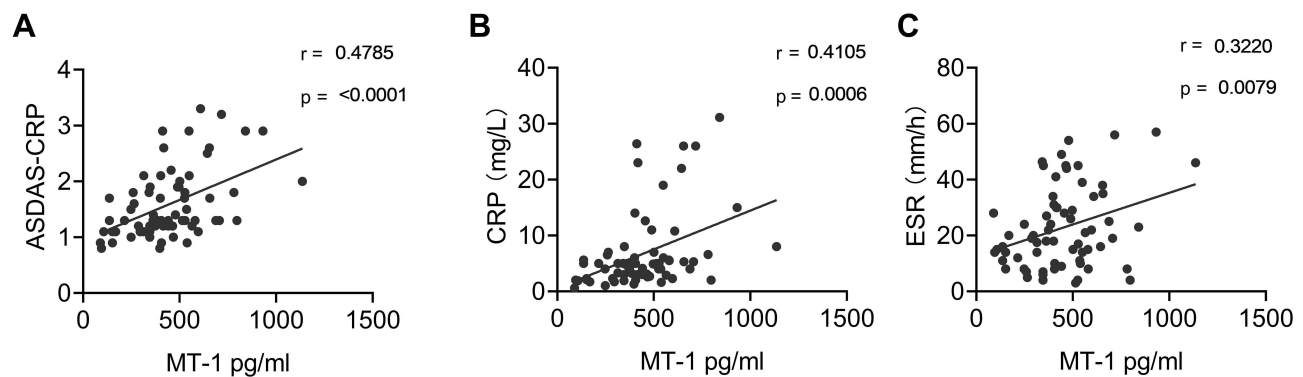 A
r = 0.4785
p = <0.0001
ASDAS-CRP
4
3
2
1
0
0 500 1000 1500
MT-1 pg/ml
B
r = 0.4105
p = 0.0006
CRP (mg/L)
40
30
20
10
0
0 500 1000 1500
MT-1 pg/ml
C
r = 0.3220
p = 0.0079
ESR (mm/h)
80
60
40
20
0
0 500 1000 1500
MT-1 pg/ml